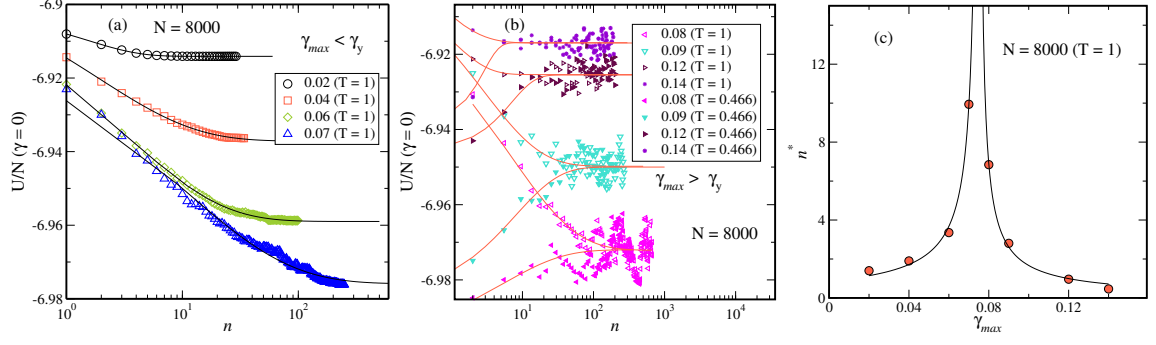 -6.9
-6.92
-6.94
-6.96
-6.98
U/N (γ = 0)
(a)
N = 8000
γmax < γy
0.02 (T = 1)
0.04 (T = 1)
0.06 (T = 1)
0.07 (T = 1)
10^0
10^1
10^2
n
-6.92
-6.94
-6.96
-6.98
U/N (γ = 0)
(b)
0.08 (T = 1)
0.09 (T = 1)
0.12 (T = 1)
0.14 (T = 1)
0.08 (T = 0.466)
0.09 (T = 0.466)
0.12 (T = 0.466)
0.14 (T = 0.466)
γmax > γy
N = 8000
10^1
10^2
10^3
10^4
n
(c)
N = 8000 (T = 1)
12
8
4
0
n*
0.04
0.08
0.12
γmax